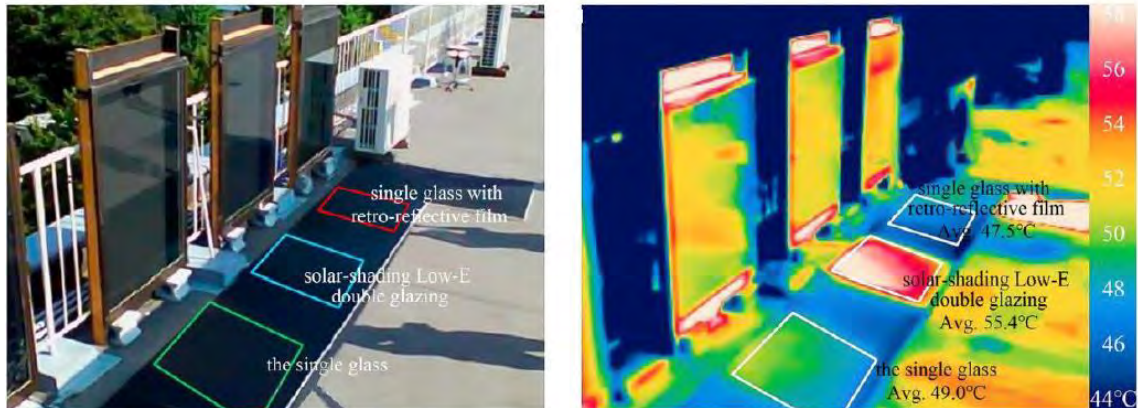 single glass with
retro-reflective film
solar-shading Low-E
double glazing
the single glass
single glass with
retro-reflective film
Avg. 47.5°C
solar-shading Low-E
double glazing
Avg. 55.4°C
the single glass
Avg. 49.0°C
58
56
54
52
50
48
46
44°C